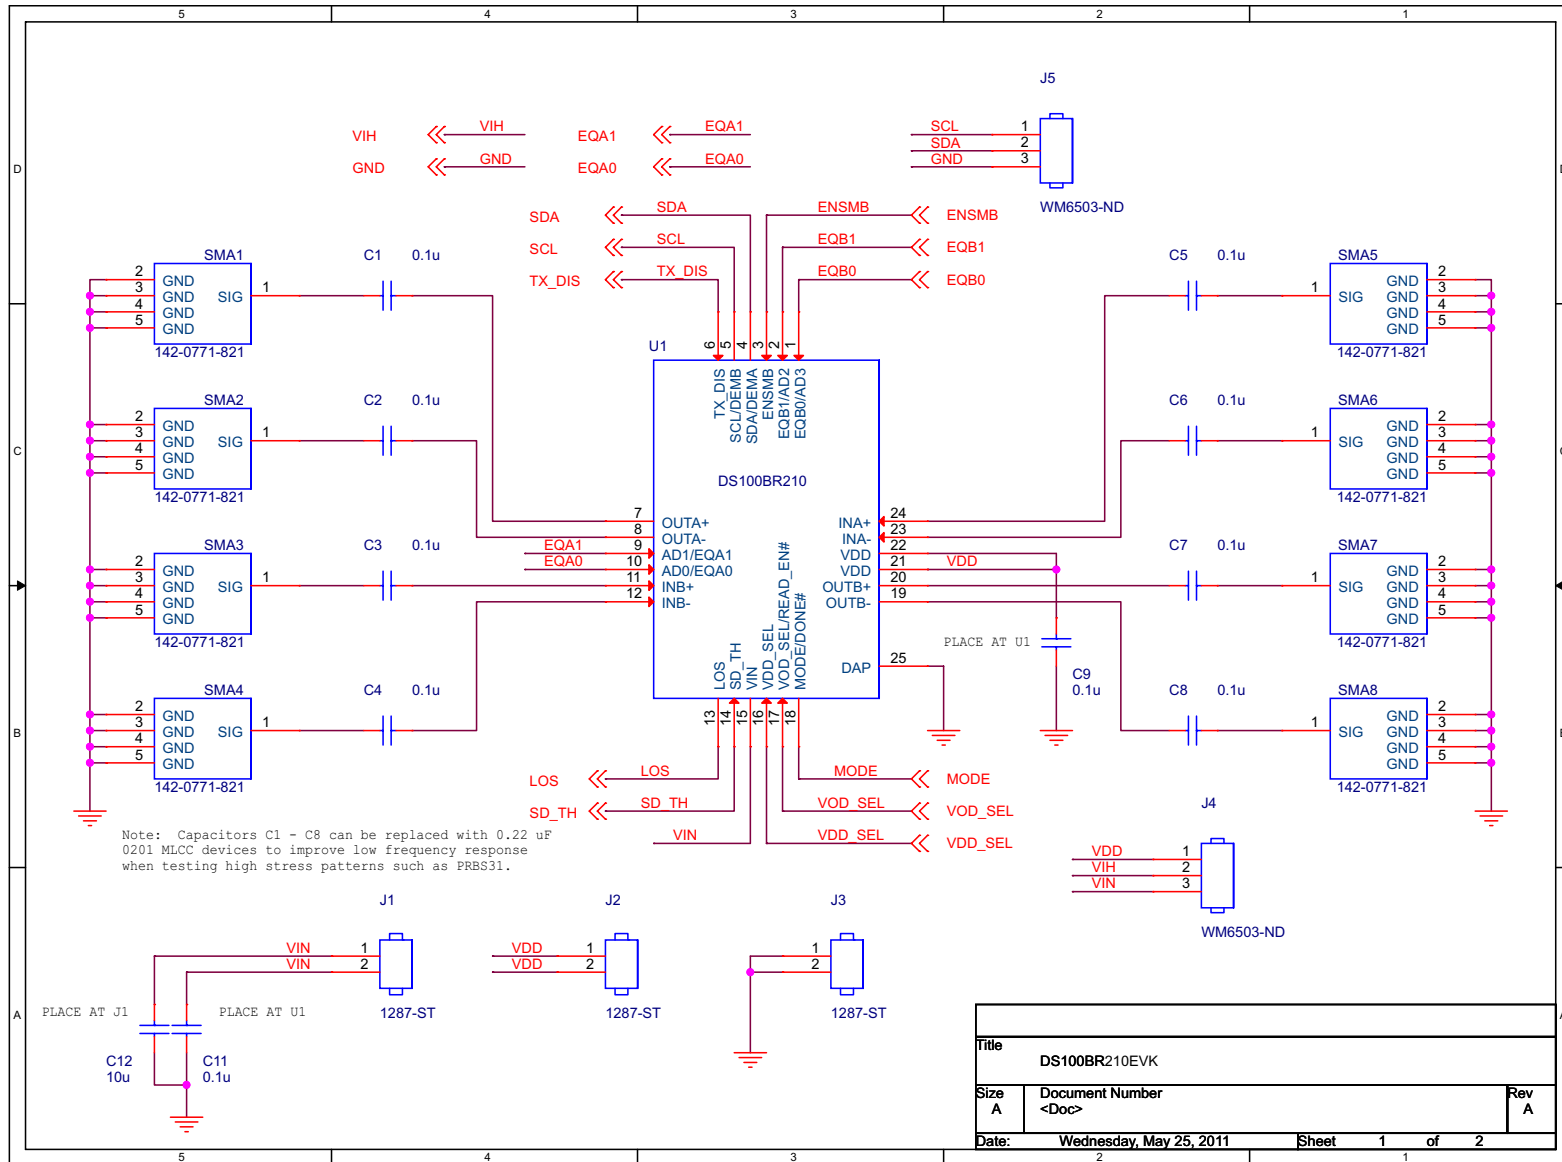 5 4 3 2 1
J5
VIH VIH EQA1 EQA1 SCL 1
SDA 2
GND GND EQA0 EQA0 GND 3
D
WM6503-ND
SDA SDA ENSMB ENSMB
SCL SCL EQB1 EQB1
TX_DIS TX_DIS EQB0 EQB0
SMA1 C1 0.1u C5 0.1u SMA5
2 GND GND 2
3 GND SIG 1 1 SIG GND 3
4 GND GND 4
5 GND GND 5
142-0771-821 142-0771-821
U1
6 5 4 3 2 1
TX_DIS
SCL/DEMB
SDA/DEMA
ENSMB
EQB1/AD2
EQB0/AD3
SMA2 C2 0.1u C6 0.1u SMA6
2 GND GND 2
3 GND SIG 1 1 SIG GND 3
4 GND GND 4
5 GND GND 5
142-0771-821 142-0771-821
C C
DS100BR210
7 OUTA+ INA+ 24
8 OUTA- INA- 23
EQA1 9 AD1/EQA1 VDD 22
EQA0 10 AD0/EQA0 VDD 21 VDD
11 INB+ OUTB+ 20
12 INB- OUTB- 19
DAP 25
SMA3 C3 0.1u C7 0.1u SMA7
2 GND GND 2
3 GND SIG 1 1 SIG GND 3
4 GND GND 4
5 GND GND 5
142-0771-821 142-0771-821
LOS
SD_TH
VIN
VDD_SEL
VOD_SEL/READ_EN#
MODE/DONE#
13 14 15 16 17 18
PLACE AT U1
C9
0.1u
SMA4 C4 0.1u C8 0.1u SMA8
2 GND GND 2
3 GND SIG 1 1 SIG GND 3
4 GND GND 4
5 GND GND 5
142-0771-821 142-0771-821
B
LOS LOS MODE MODE
SD_TH SD_TH VOD_SEL VOD_SEL
VIN VDD_SEL VDD_SEL
Note: Capacitors C1 - C8 can be replaced with 0.22 uF
0201 MLCC devices to improve low frequency response
when testing high stress patterns such as PRBS31.
J4
VDD 1
VIH 2
VIN 3
WM6503-ND
J1 J2 J3
VIN 1 VDD 1 1
VIN 2 VDD 2 2
1287-ST 1287-ST 1287-ST
A
PLACE AT J1 PLACE AT U1
C12 C11
10u 0.1u
Title
DS100BR210EVK
Size Document Number Rev
A <Doc> A
Date: Wednesday, May 25, 2011 Sheet 1 of 2
5 4 3 2 1